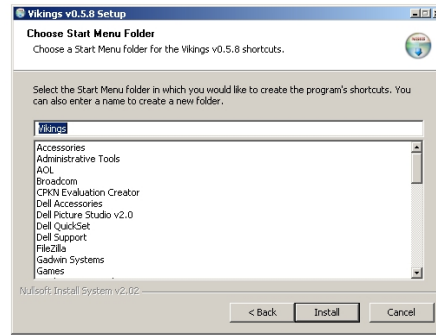 Vikings v0.5.8 Setup
Choose Start Menu Folder
Choose a Start Menu folder for the Vikings v0.5.8 shortcuts.
Select the Start Menu folder in which you would like to create the program's shortcuts. You
can also enter a name to create a new folder.
Vikings
Accessories
Administrative Tools
AOL
Broadcom
CPKN Evaluation Creator
Dell Accessories
Dell Picture Studio v2.0
Dell QuickSet
Dell Support
FileZilla
Gadwin Systems
Games
Nullsoft Install System v2.02
< Back
Install
Cancel